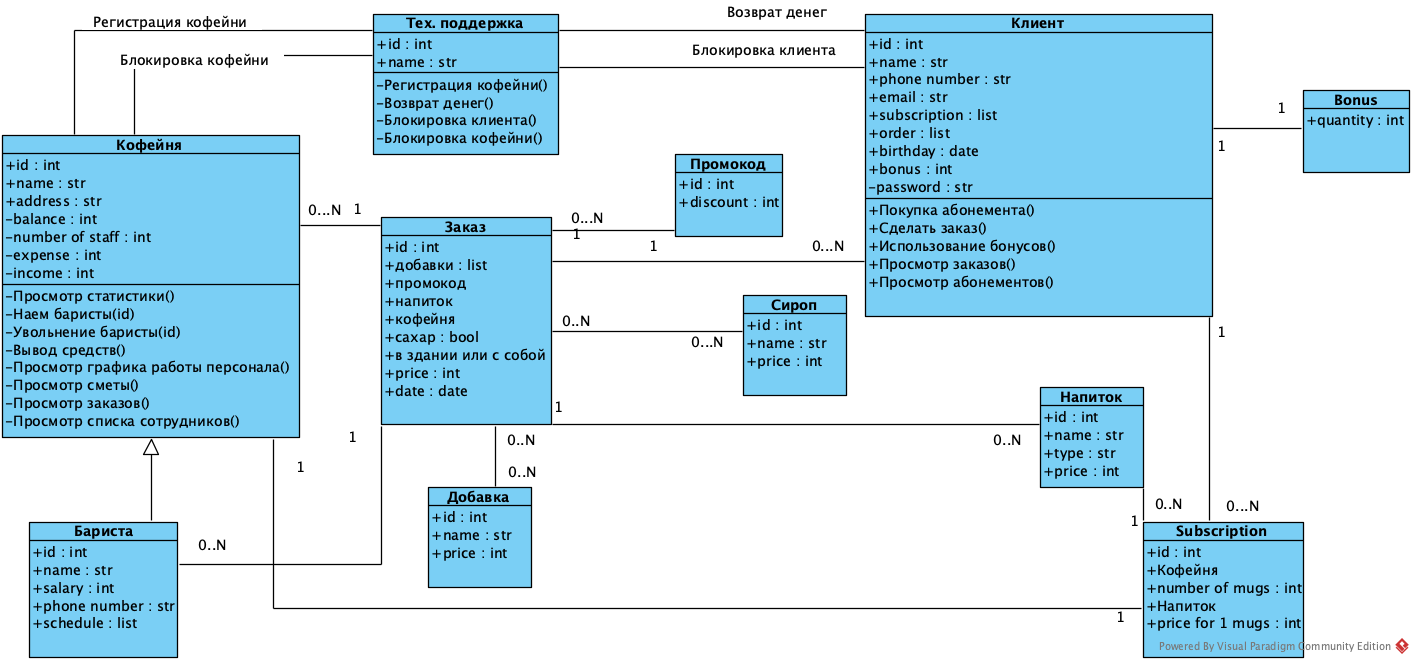 Регистрация кофейни
Блокировка кофейни
Тех. поддержка
+id : int
+name : str
-Регистрация кофейни()
-Возврат денег()
-Блокировка клиента()
-Блокировка кофейни()
Возврат денег
Блокировка клиента
Клиент
+id : int
+name : str
+phone number : str
+email : str
+subscription : list
+order : list
+birthday : date
+bonus : int
-password : str
+Покупка абонемента()
+Сделать заказ()
+Использование бонусов()
+Просмотр заказов()
+Просмотр абонементов()
1
1
Bonus
+quantity : int
Кофейня
+id : int
+name : str
+address : str
-balance : int
-number of staff : int
-expense : int
-income : int
-Просмотр статистики()
-Наем баристы(id)
-Увольнение баристы(id)
-Вывод средств()
-Просмотр графика работы персонала()
-Просмотр сметы()
-Просмотр заказов()
-Просмотр списка сотрудников()
0...N
1
Заказ
+id : int
+добавки : list
+промокод
+напиток
+кофейня
+сахар : bool
+в здании или с собой
+price : int
+date : date
Промокод
+id : int
+discount : int
0...N
1
1
0...N
Сироп
+id : int
+name : str
+price : int
0...N
0...N
1
1
Напиток
+id : int
+name : str
+type : str
+price : int
0...N
1
1
0..N
0..N
Добавка
+id : int
+name : str
+price : int
Бариста
+id : int
+name : str
+salary : int
+phone number : str
+schedule : list
0..N
0..N
1
0...N
Subscription
+id : int
+Кофейня
+number of mugs : int
+Напиток
+price for 1 mugs : int
1
Powered By Visual Paradigm Community Edition